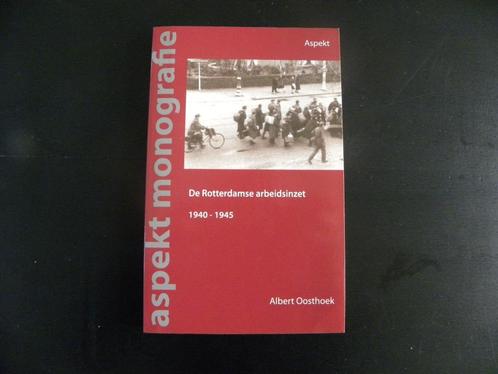 aspekt monografie
Aspekt
De Rotterdamse arbeidsinzet
1940 - 1945
Albert Oosthoek